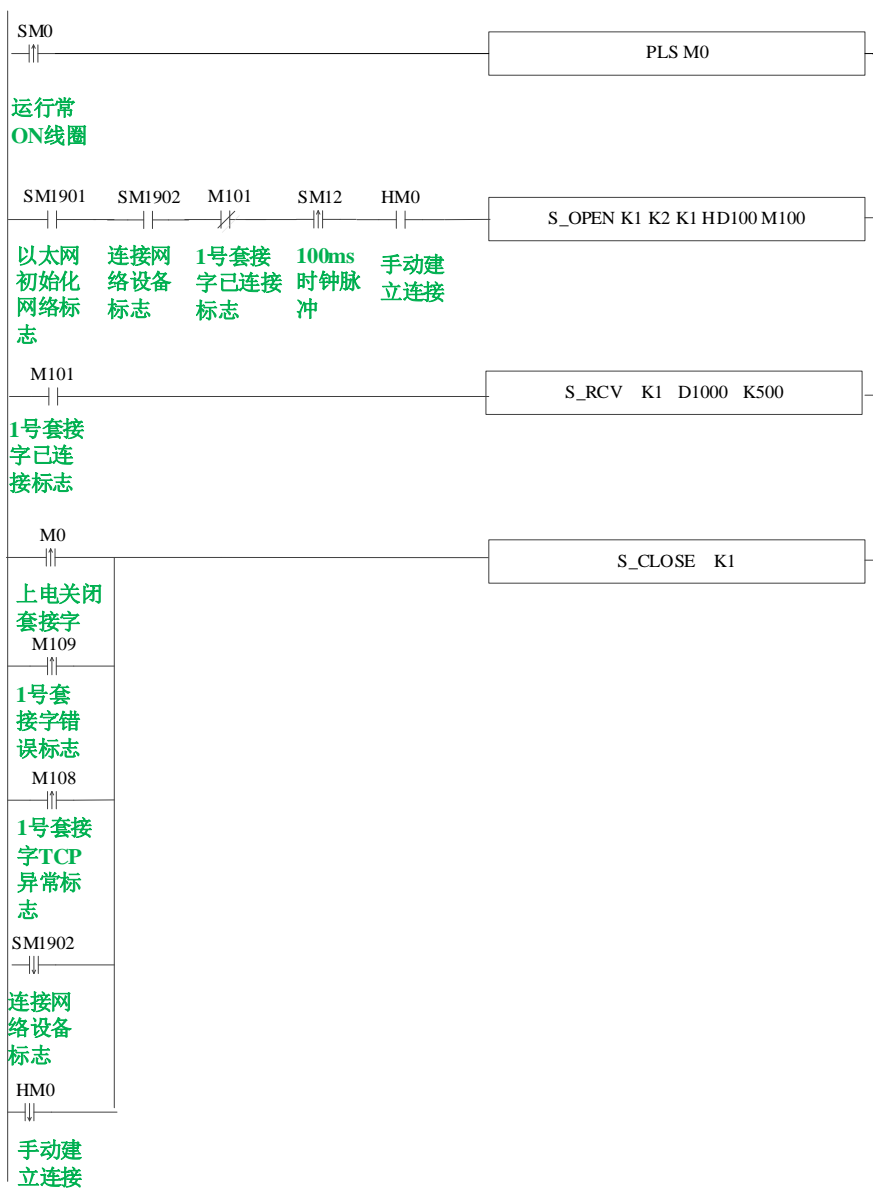 SM0
PLS M0
运行常
ON线圈
SM1901 SM1902 M101 SM12 HM0
S_OPEN K1 K2 K1 HD100 M100
以太网
初始化
网络标
志
连接网
络设备
标志
1号套接
字已连接
标志
100ms
时钟脉
冲
手动建
立连接
M101
S_RCV K1 D1000 K500
1号套接
字已连
接标志
M0
S_CLOSE K1
上电关闭
套接字
M109
1号套
接字错
误标志
M108
1号套接
字TCP
异常标
志
SM1902
连接网
络设备
标志
HM0
手动建
立连接